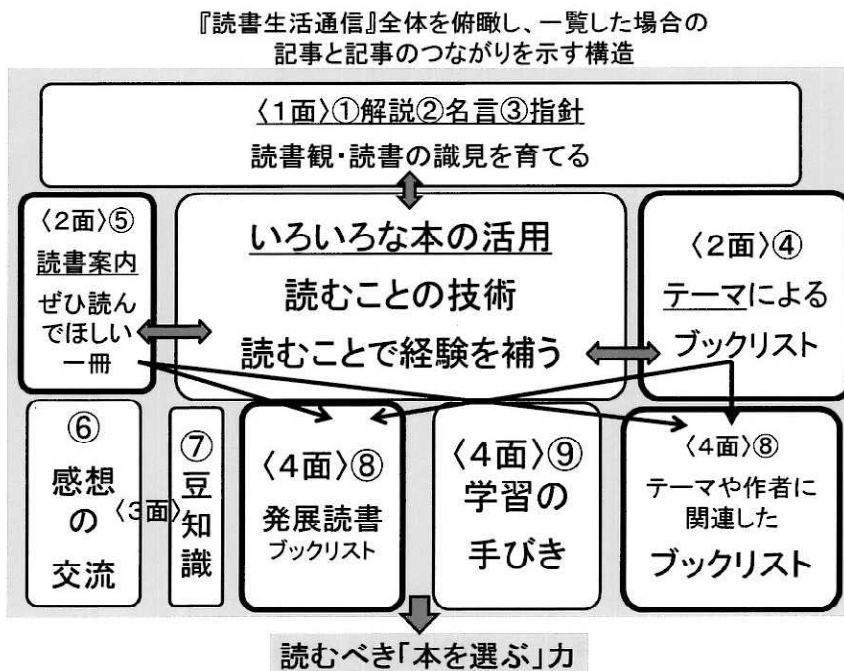 『読書生活通信』全体を俯瞰し、一覧した場合の
記事と記事のつながりを示す構造
〈1面〉①解説②名言③指針
読書観・読書の識見を育てる
〈2面〉⑤
読書案内
ぜひ読ん
でほしい
一冊
いろいろな本の活用
読むことの技術
読むことで経験を補う
〈2面〉④
テーマによる
ブックリスト
⑥
感想
の
交流
〈3面〉
⑦
豆
知
識
〈4面〉⑧
発展読書
ブックリスト
〈4面〉⑨
学習の
手びき
〈4面〉⑧
テーマや作者に
関連した
ブックリスト
読むべき「本を選ぶ」力